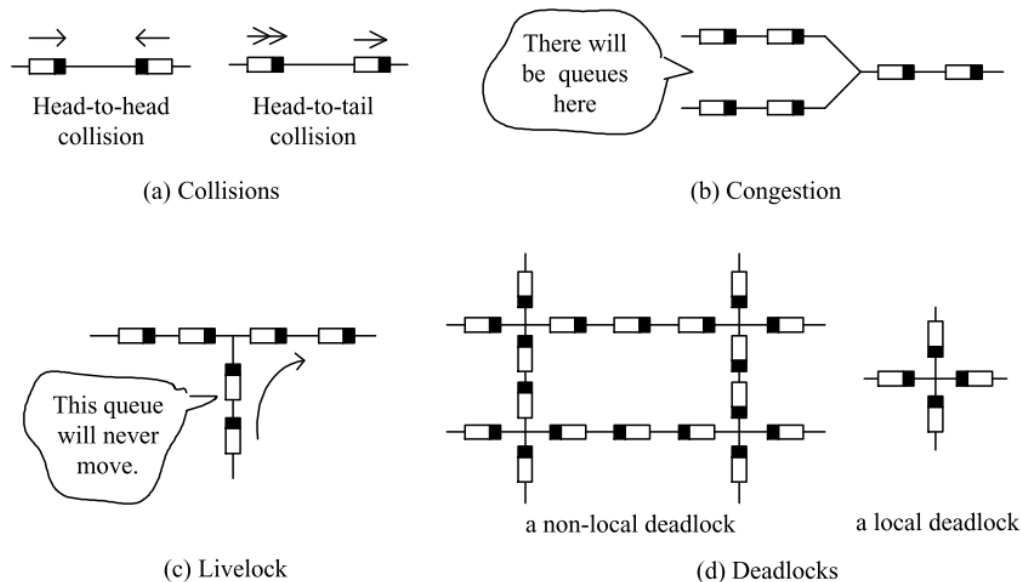 Head-to-head
collision
Head-to-tail
collision
(a) Collisions
There will
be queues
here
(b) Congestion
This queue
will never
move.
(c) Livelock
a non-local deadlock
a local deadlock
(d) Deadlocks